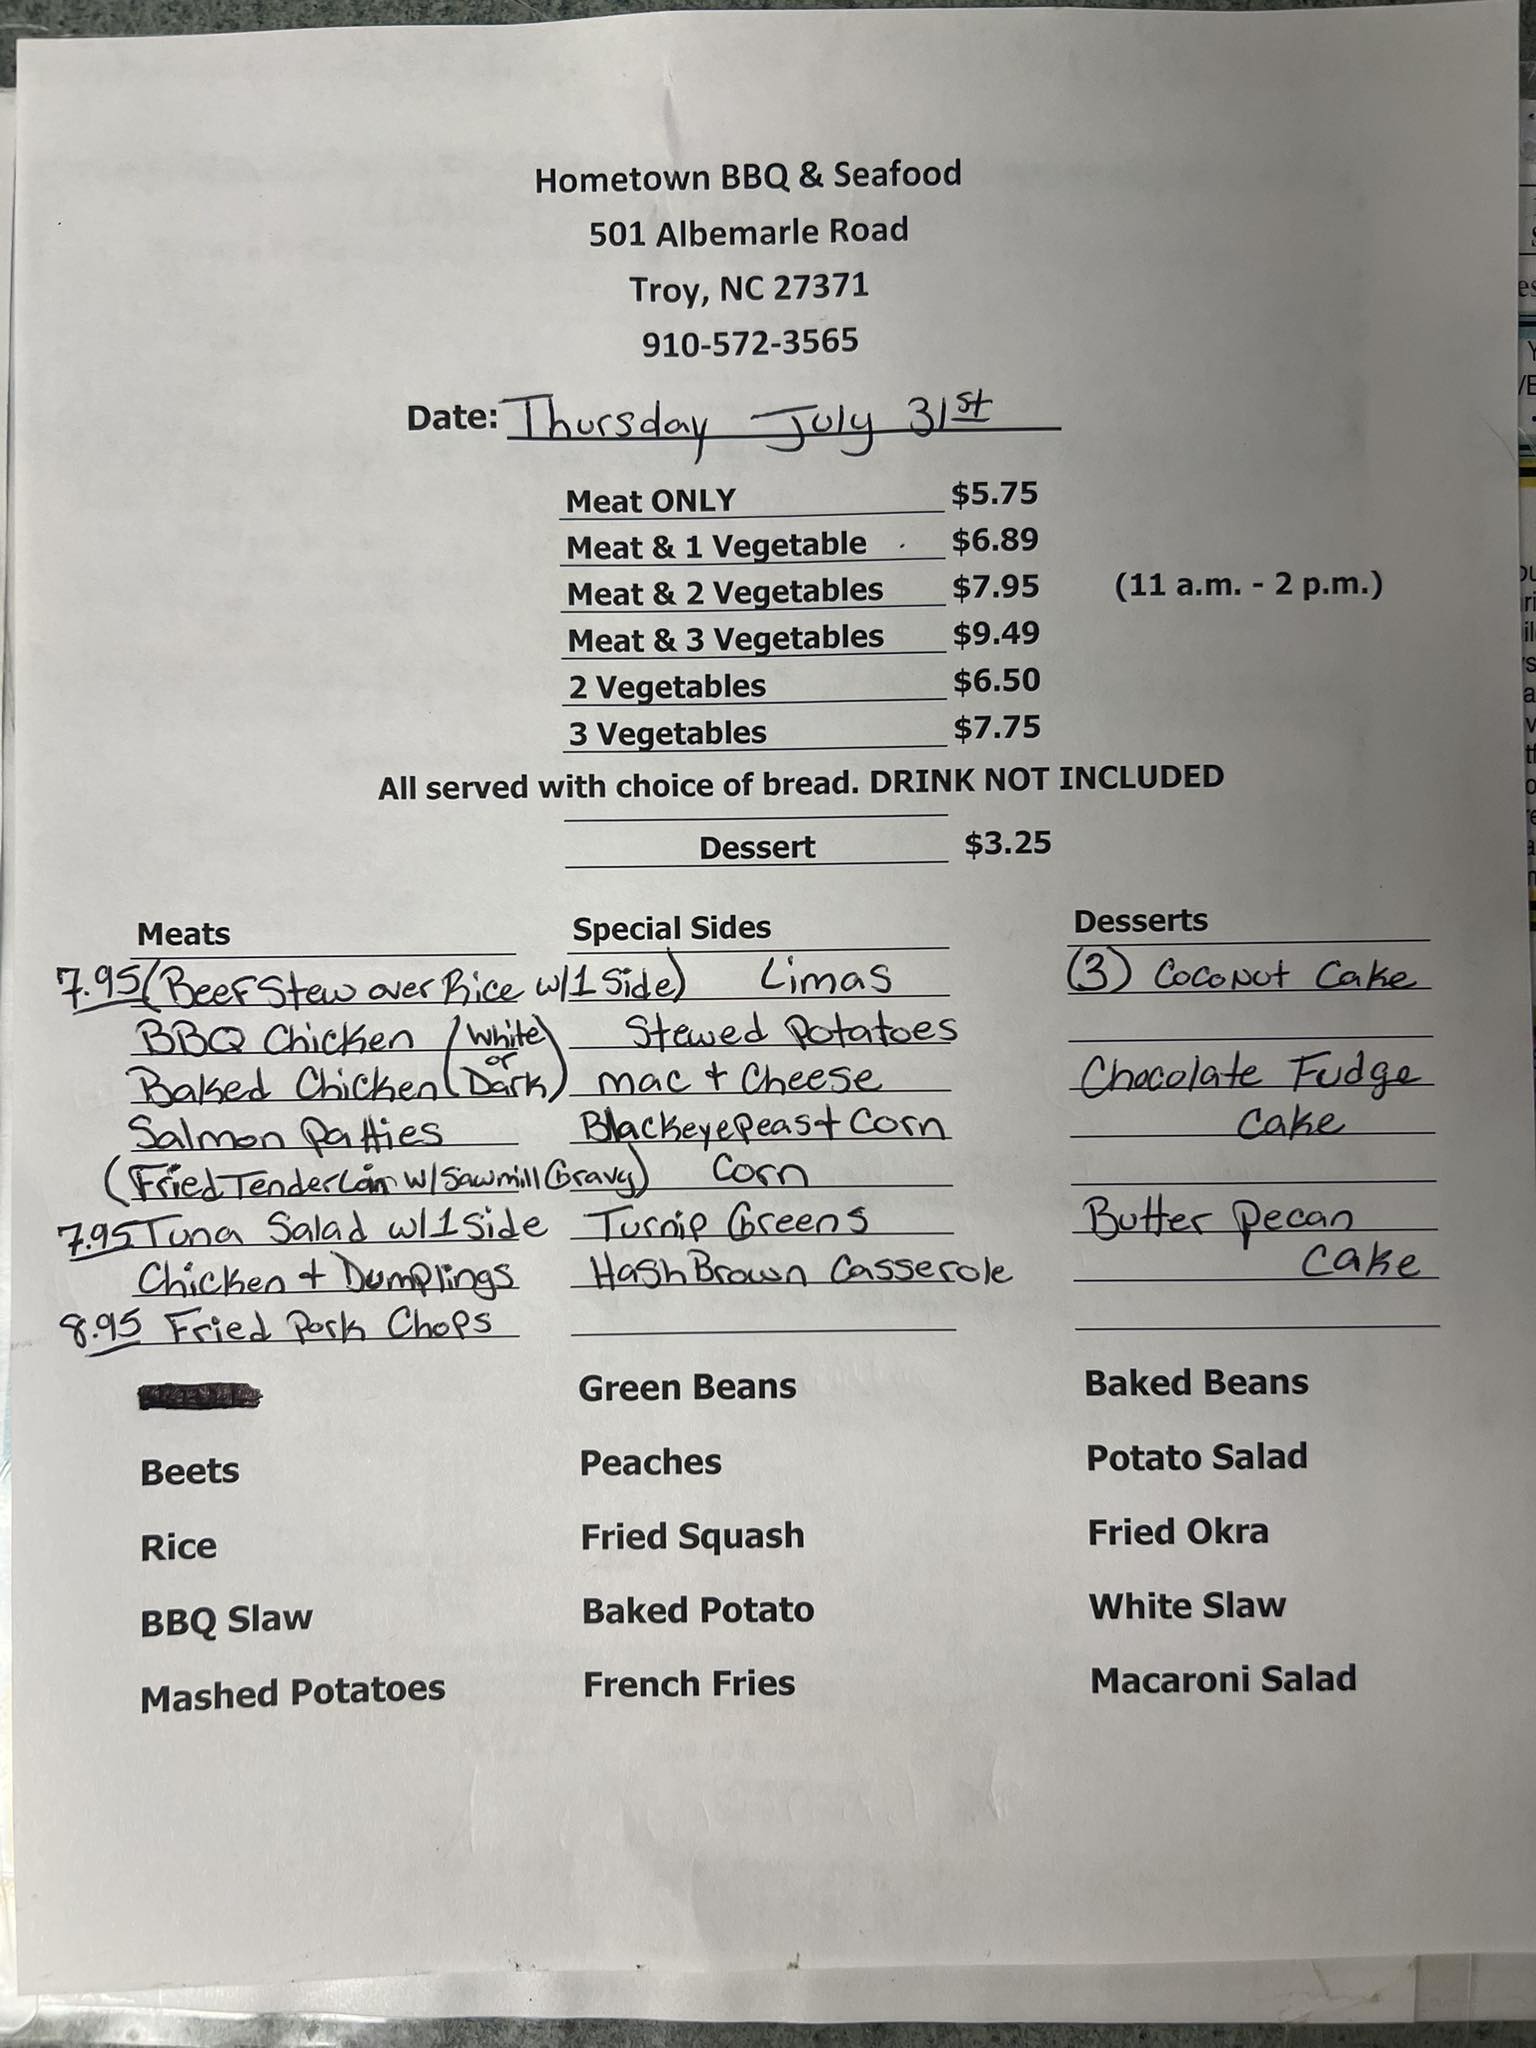 Hometown BBQ & Seafood
501 Albemarle Road
Troy, NC 27371
910-572-3565
Date: Thursday July 31st
Meat ONLY $5.75
Meat & 1 Vegetable $6.89
Meat & 2 Vegetables $7.95 (11 a.m. - 2 p.m.)
Meat & 3 Vegetables $9.49
2 Vegetables $6.50
3 Vegetables $7.75
All served with choice of bread. DRINK NOT INCLUDED
Dessert $3.25
Meats Special Sides Desserts
7.95 (Beef Stew over Rice w/1 Side) Limas (3) Coconut Cake
BBQ Chicken (White Stewed Potatoes
or
Baked Chicken Dark) Mac + Cheese Chocolate Fudge
Salmon Patties Blackeyepeas + Corn Cake
(Fried Tenderloin w/ Sawmill Gravy) Corn
7.95 Tuna Salad w/1 Side Turnip Greens Butter Pecan
Chicken + Dumplings HashBrown Casserole Cake
8.95 Fried Pork Chops
Green Beans Baked Beans
Beets Peaches Potato Salad
Rice Fried Squash Fried Okra
BBQ Slaw Baked Potato White Slaw
Mashed Potatoes French Fries Macaroni Salad